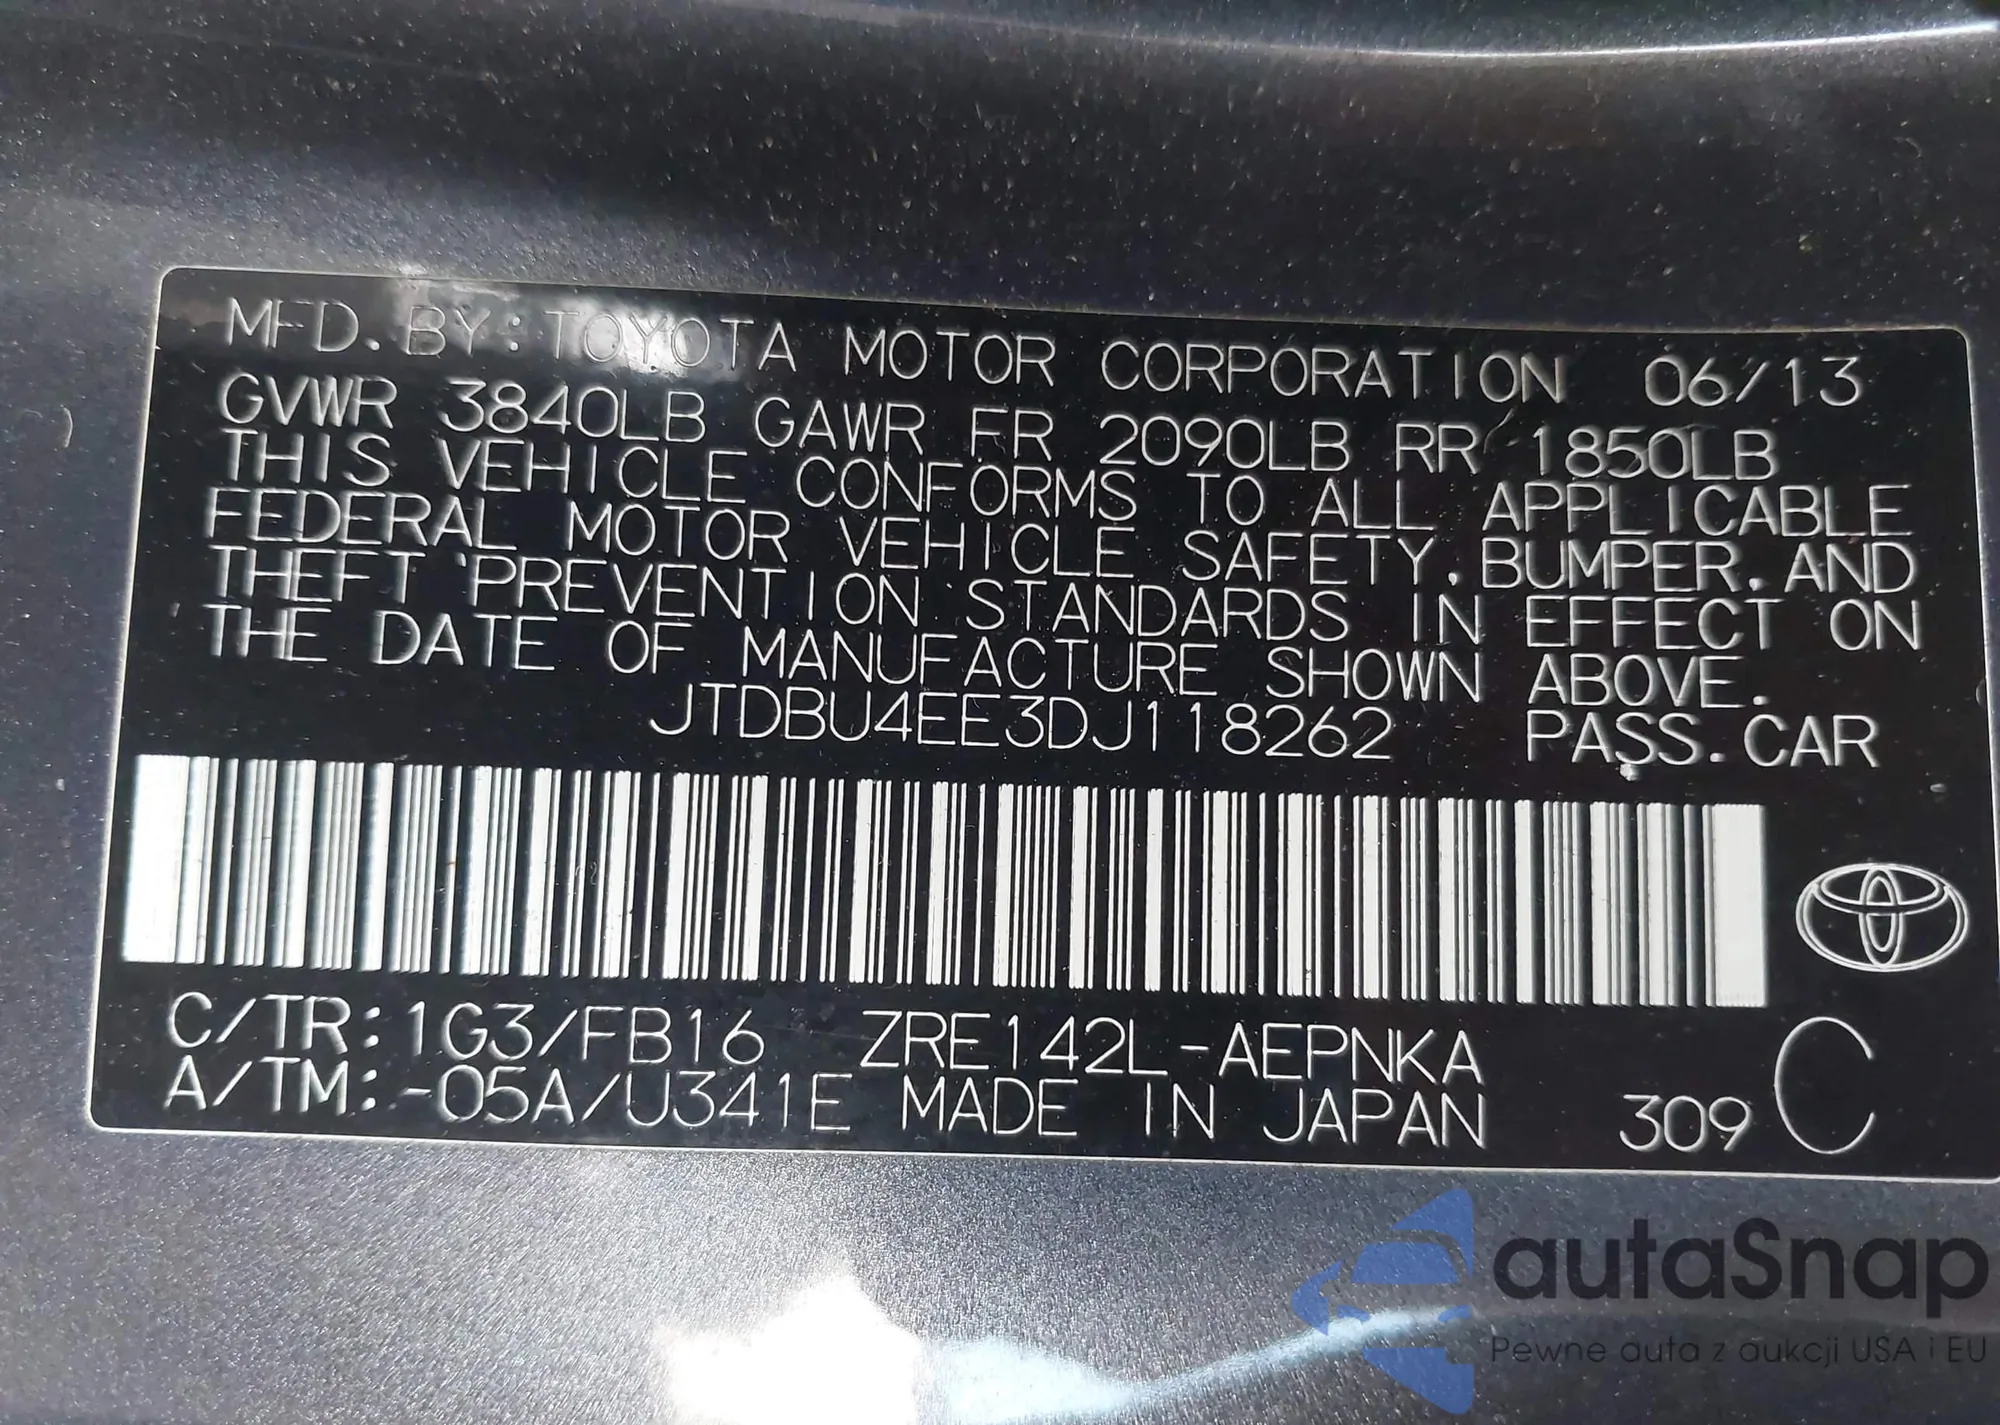 MFD. BY: TOYOTA MOTOR CORPORATION 06/13
GVWR 3840LB GAWR FR 2090LB RR 1850LB
THIS VEHICLE CONFORMS TO ALL APPLICABLE
FEDERAL MOTOR VEHICLE SAFETY, BUMPER, AND
THEFT PREVENTION STANDARDS IN EFFECT ON
THE DATE OF MANUFACTURE SHOWN ABOVE.
JTDBU4EE3DJ118262 PASS. CAR
C/TR: 1G3/FB16 ZRE142L-AEPNKA
A/TM: -05A/U341E MADE IN JAPAN 309 C
autaSnap
Pewne auta z aukcji USA i EU